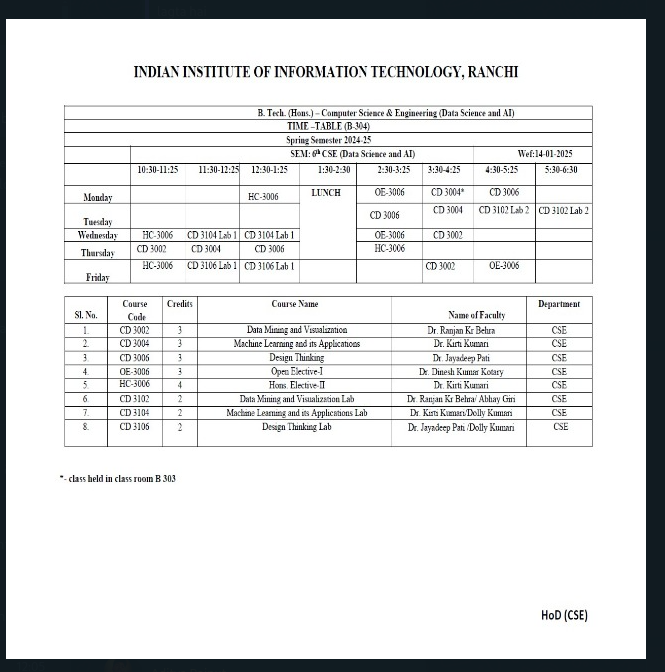 INDIAN INSTITUTE OF INFORMATION TECHNOLOGY, RANCHI
B. Tech. (Hons.) – Computer Science & Engineering (Data Science and AI)
TIME –TABLE (B-304)
Spring Semester 2024-25
SEM: 6th CSE (Data Science and AI) Wef:14-01-2025
10:30-11:25 11:30-12:25 12:30-1:25 1:30-2:30 2:30-3:25 3:30-4:25 4:30-5:25 5:30-6:30
Monday HC-3006 LUNCH OE-3006 CD 3004* CD 3006
Tuesday CD 3006 CD 3004 CD 3102 Lab 2 CD 3102 Lab 2
Wednesday HC-3006 CD 3104 Lab 1 CD 3104 Lab 1 OE-3006 CD 3002
Thursday CD 3002 CD 3004 CD 3006 HC-3006
Friday HC-3006 CD 3106 Lab 1 CD 3106 Lab 1 CD 3002 OE-3006
Sl. No. Course Code Credits Course Name Name of Faculty Department
1. CD 3002 3 Data Mining and Visualization Dr. Ranjan Kr Behra CSE
2. CD 3004 3 Machine Learning and its Applications Dr. Kirti Kumari CSE
3. CD 3006 3 Design Thinking Dr. Jayadeep Pati CSE
4. OE-3006 3 Open Elective-I Dr. Dinesh Kumar Kotary CSE
5. HC-3006 4 Hons. Elective-II Dr. Kirti Kumari CSE
6. CD 3102 2 Data Mining and Visualization Lab Dr. Ranjan Kr Behra/ Abhay Giri CSE
7. CD 3104 2 Machine Learning and its Applications Lab Dr. Kirti Kumari/Dolly Kumari CSE
8. CD 3106 2 Design Thinking Lab Dr. Jayadeep Pati /Dolly Kumari CSE
*- class held in class room B 303
HoD (CSE)